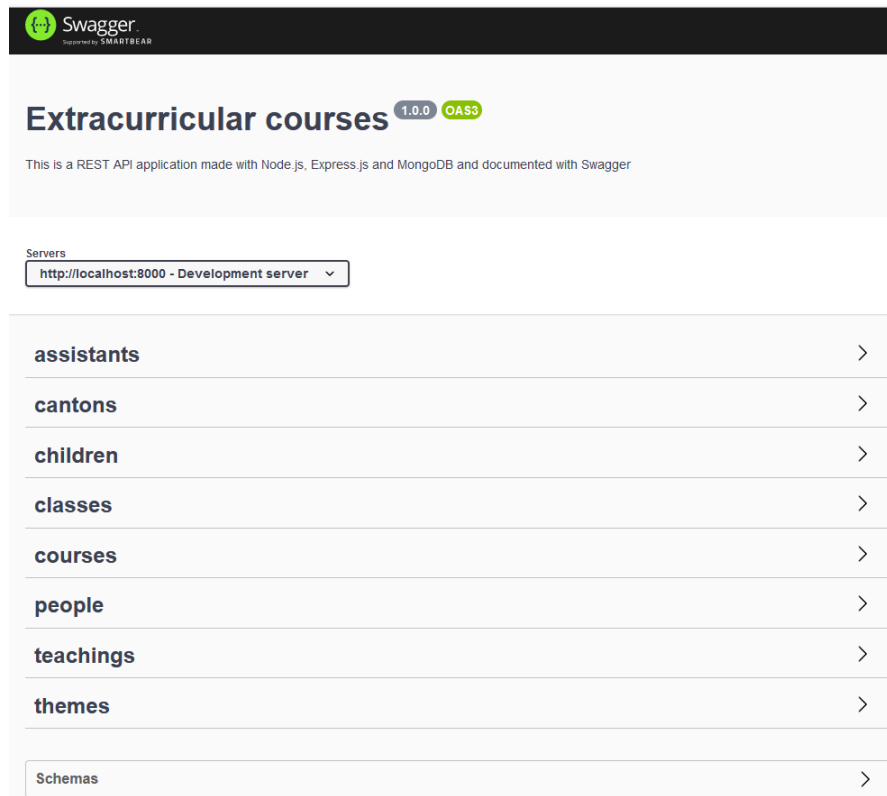 {···} Swagger.
Supported by SMARTBEAR
Extracurricular courses 1.0.0 OAS3
This is a REST API application made with Node.js, Express.js and MongoDB and documented with Swagger
Servers
http://localhost:8000 - Development server
assistants
cantons
children
classes
courses
people
teachings
themes
Schemas